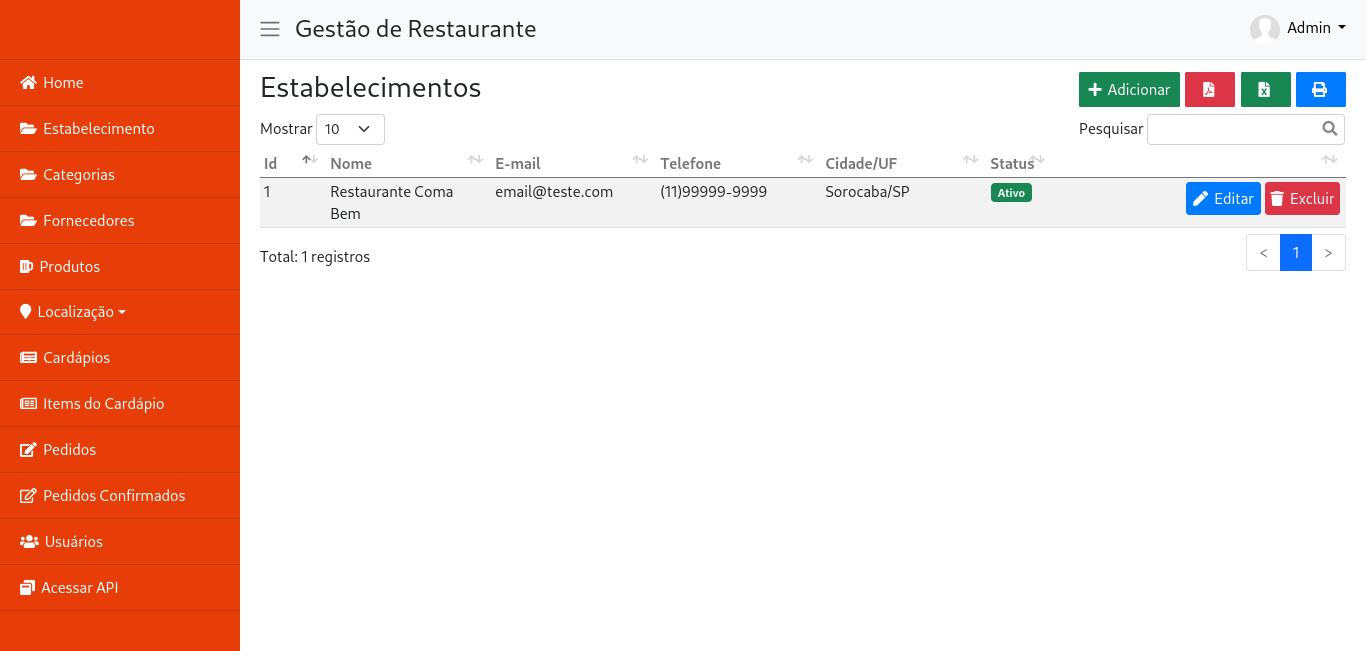 Gestão de Restaurante
Admin
Home
Estabelecimento
Categorias
Fornecedores
Produtos
Localização
Cardápios
Items do Cardápio
Pedidos
Pedidos Confirmados
Usuários
Acessar API
Estabelecimentos
Adicionar
Mostrar 10
Pesquisar
Id Nome E-mail Telefone Cidade/UF Status
1 Restaurante Coma email@teste.com (11)99999-9999 Sorocaba/SP Ativo Editar Excluir
Bem
Total: 1 registros
< 1 >